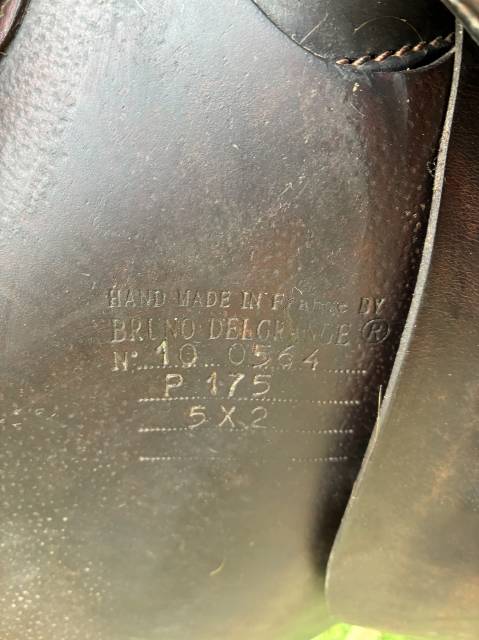 HAND MADE IN France BY
BRUNO DELGRANGE ®
N° 10 0564
P 175
5 X 2